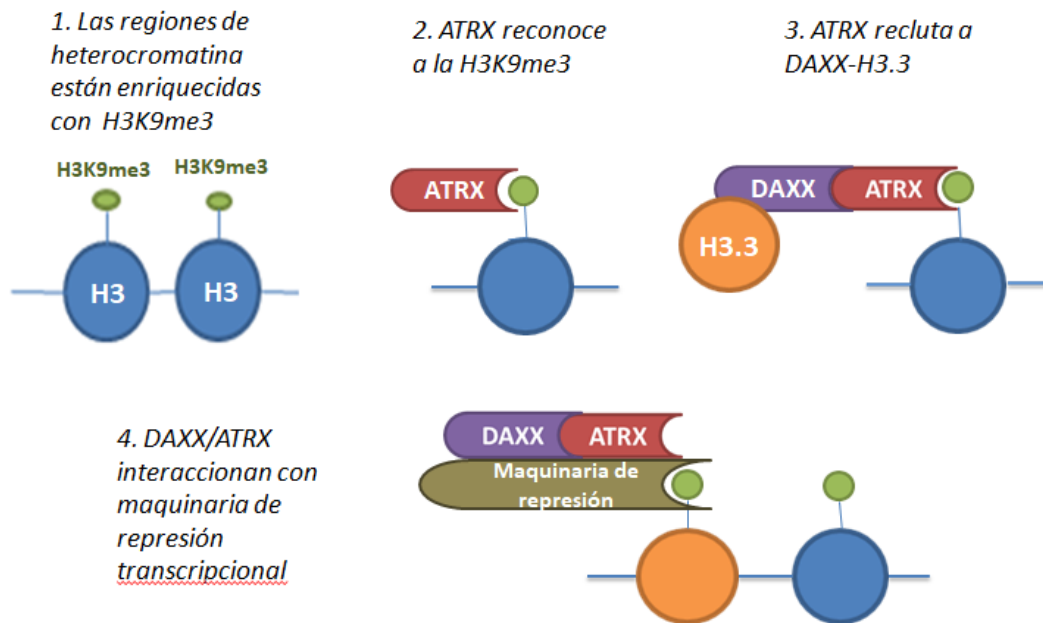 1. Las regiones de
heterocromatina
están enriquecidas
con H3K9me3
H3K9me3
H3K9me3
H3
H3
2. ATRX reconoce
a la H3K9me3
ATRX
3. ATRX recluta a
DAXX-H3.3
DAXX
ATRX
H3.3
4. DAXX/ATRX
interaccionan con
maquinaria de
represión
transcripcional
DAXX
ATRX
Maquinaria de
represión